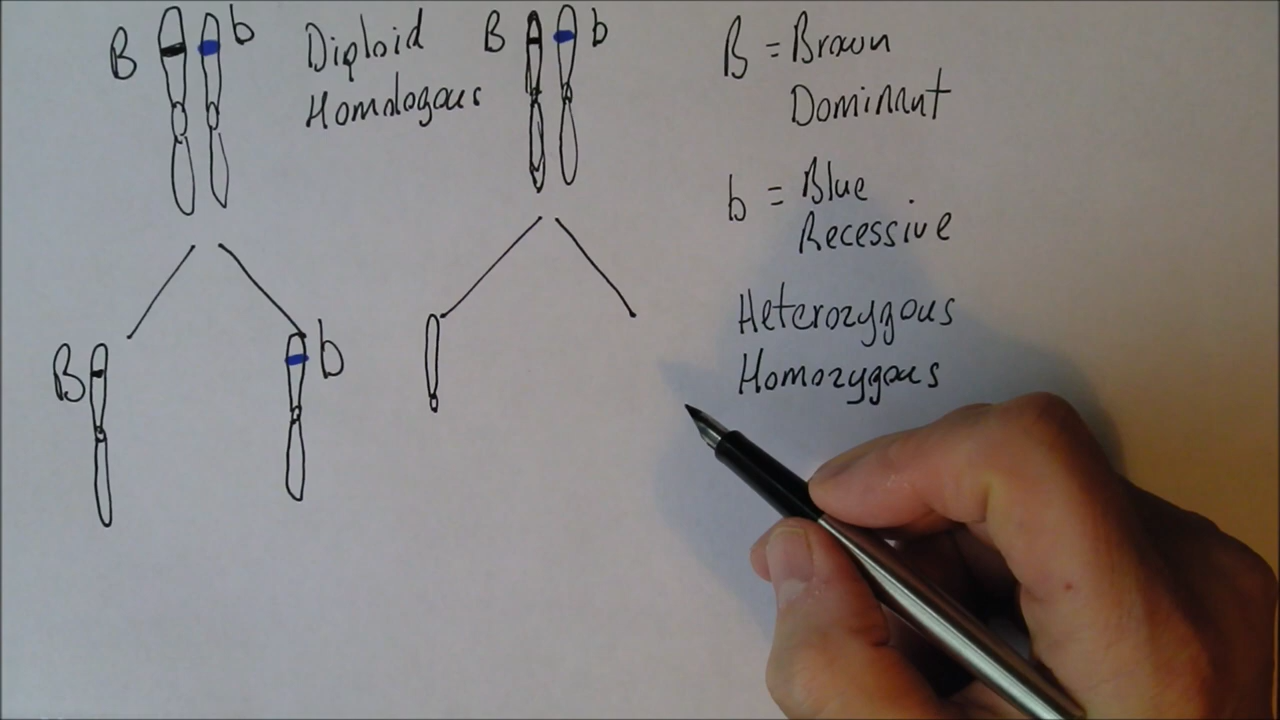 B b
Diploid
Homologous
B b
B = Brown
Dominant
b = Blue
Recessive
Heterozygous
Homozygous
B b